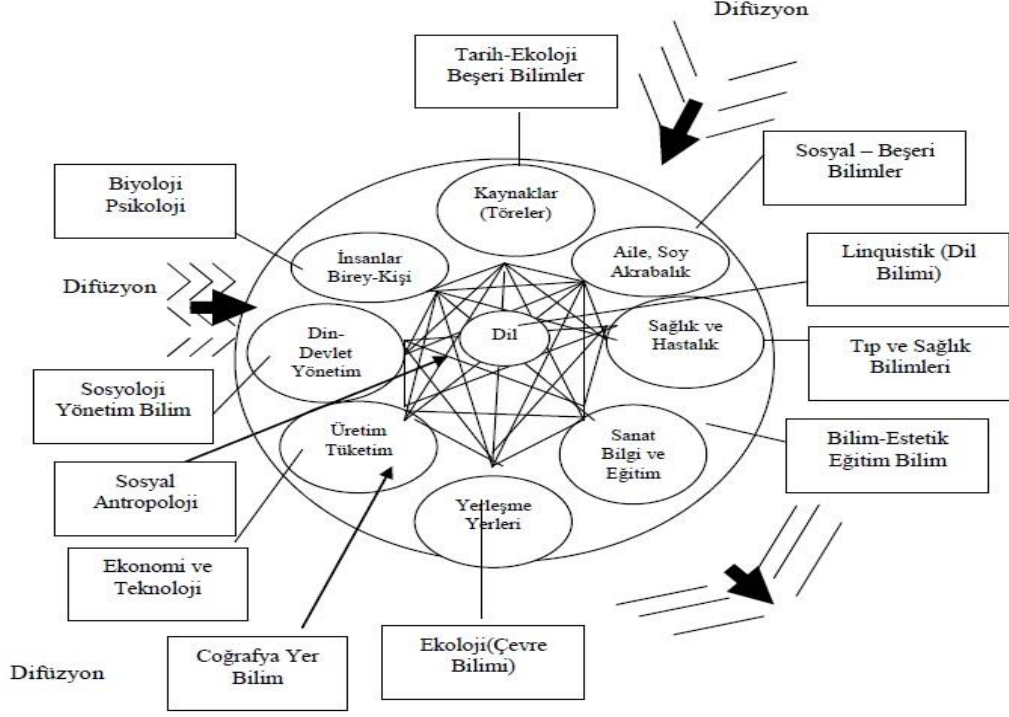 Difüzyon
Tarih-Ekoloji
Beşeri Bilimler
Sosyal – Beşeri
Bilimler
Biyoloji
Psikoloji
Kaynaklar
(Töreler)
İnsanlar
Birey-Kişi
Aile, Soy
Akrabalık
Linquistik (Dil
Bilimi)
Difüzyon
Din-
Devlet
Yönetim
Dil
Sağlık ve
Hastalık
Tıp ve Sağlık
Bilimleri
Sosyoloji
Yönetim Bilim
Üretim
Tüketim
Sanat
Bilgi ve
Eğitim
Bilim-Estetik
Eğitim Bilim
Sosyal
Antropoloji
Yerleşme
Yerleri
Ekonomi ve
Teknoloji
Coğrafya Yer
Bilim
Ekoloji(Çevre
Bilimi)
Difüzyon